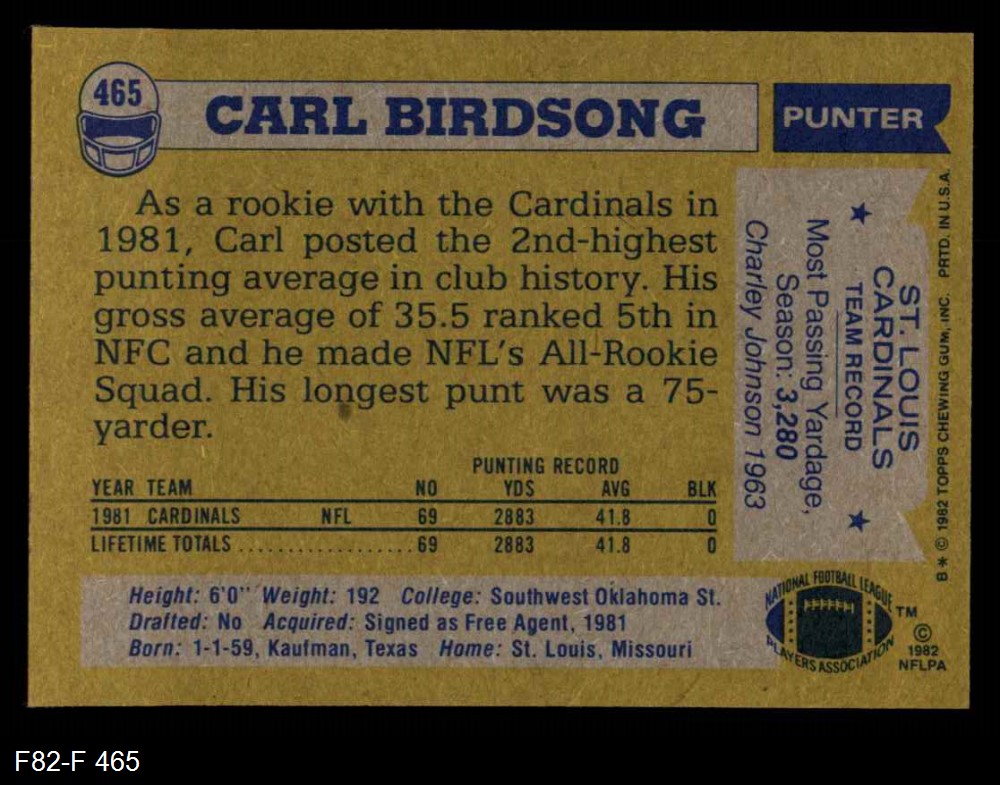 465
CARL BIRDSONG
PUNTER
As a rookie with the Cardinals in
1981, Carl posted the 2nd-highest
punting average in club history. His
gross average of 35.5 ranked 5th in
NFC and he made NFL's All-Rookie
Squad. His longest punt was a 75-
yarder.
PUNTING RECORD
YEAR TEAM NO YDS AVG BLK
1981 CARDINALS NFL 69 2883 41.8 0
LIFETIME TOTALS ................... 69 2883 41.8 0
Height: 6'0" Weight: 192 College: Southwest Oklahoma St.
Drafted: No Acquired: Signed as Free Agent, 1981
Born: 1-1-59, Kaufman, Texas Home: St. Louis, Missouri
ST. LOUIS
CARDINALS
★ TEAM RECORD ★
Most Passing Yardage,
Season: 3,280
Charley Johnson 1963
B * © 1982 TOPPS CHEWING GUM, INC. PRTD. IN U.S.A.
NATIONAL FOOTBALL LEAGUE
PLAYERS ASSOCIATION
TM
©
1982
NFLPA
F82-F 465